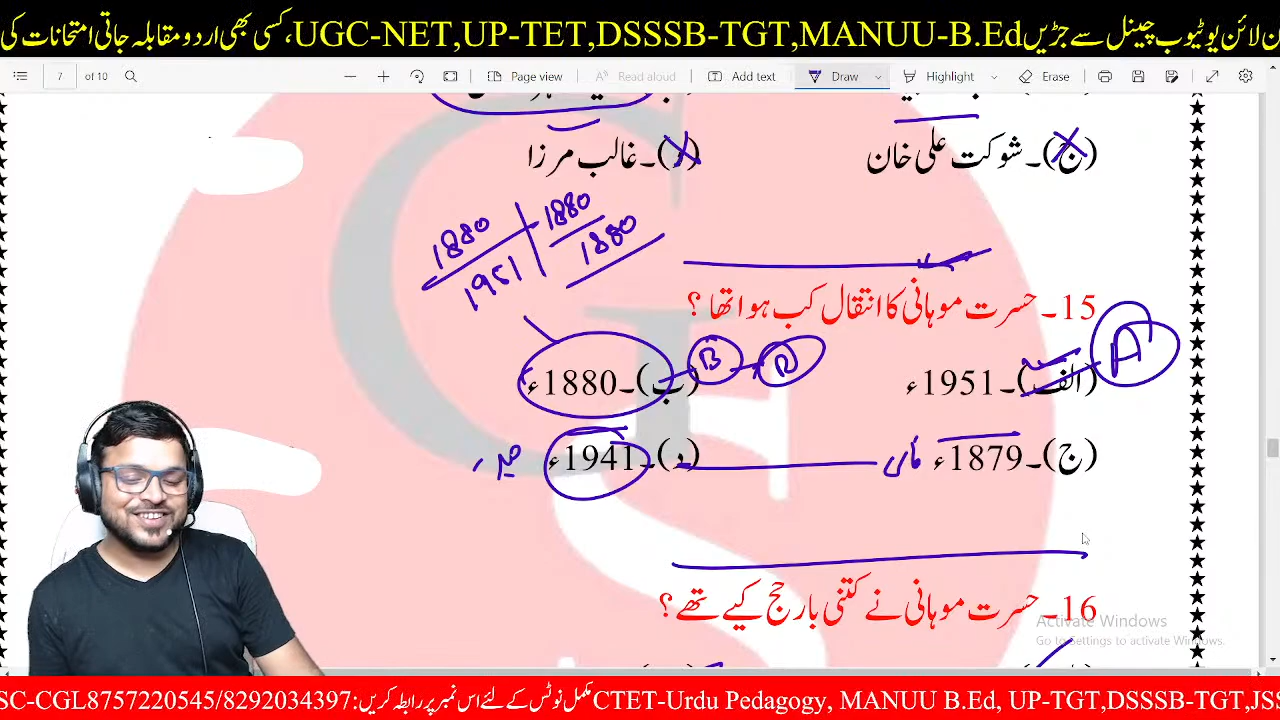 ن لائن یوٹیوب چینل سے جڑیں UGC-NET,UP-TET,DSSSB-TGT,MANUU-B.Ed، کسی بھی اردو مقابلہ جاتی امتحانات کی
7 of 10 Page view Read aloud Add text Draw Highlight Erase
(ج)۔ شوکت علی خان (د)۔ غالب مرزا
1880 1880
1951 1880
15۔ حسرت موہانی کا انتقال کب ہوا تھا ؟
(الف)۔ 1951ء A (ب)۔ 1880ء B
(ج)۔ 1879ء (د)۔ 1941ء
16۔ حسرت موہانی نے کتنی بار حج کیے تھے ؟
Activate Windows
Go to Settings to activate Windows.
SC-CGL8757220545/8292034397: مکمل نوٹس کے لئے اس نمبر پر رابطہ کریں CTET-Urdu Pedagogy, MANUU B.Ed, UP-TGT,DSSSB-TGT,JSS